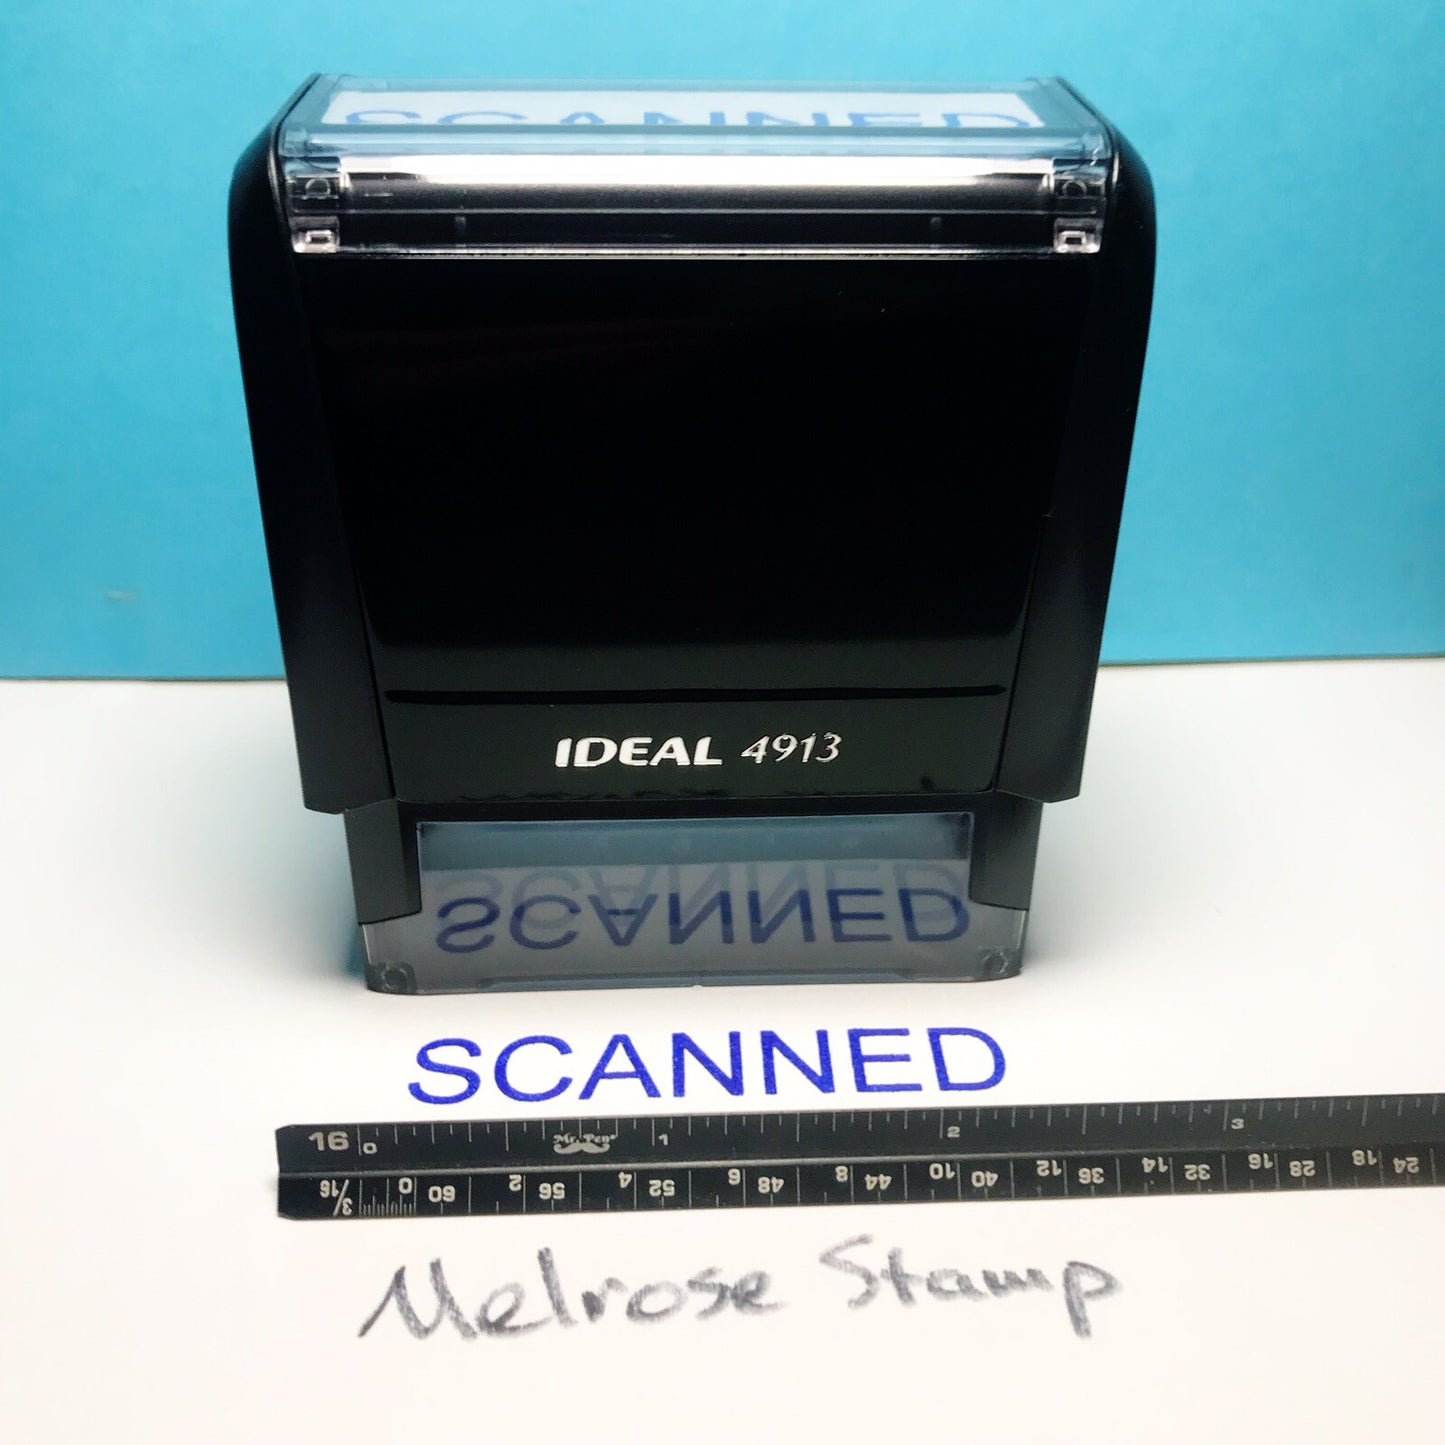 SCANNED
IDEAL 4913
SCANNED
SCANNED
16 0 Mr. Pen 1 2 3
3/16 0 60 2 56 4 52 6 48 8 44 10 40 12 36 14 32 16 28 18 24
Melrose Stamp